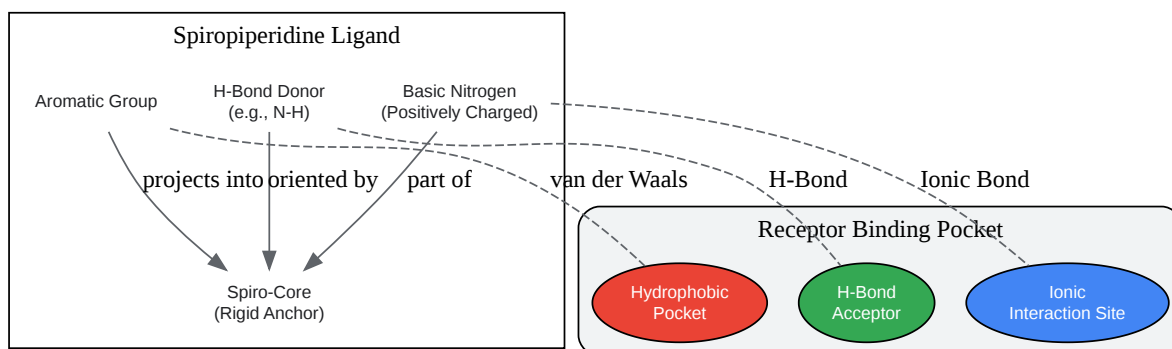 Spiropiperidine Ligand
Aromatic Group
H-Bond Donor
(e.g., N-H)
Basic Nitrogen
(Positively Charged)
projects into
oriented by
part of
van der Waals
H-Bond
Ionic Bond
Receptor Binding Pocket
Spiro-Core
(Rigid Anchor)
Hydrophobic
Pocket
H-Bond
Acceptor
Ionic
Interaction Site